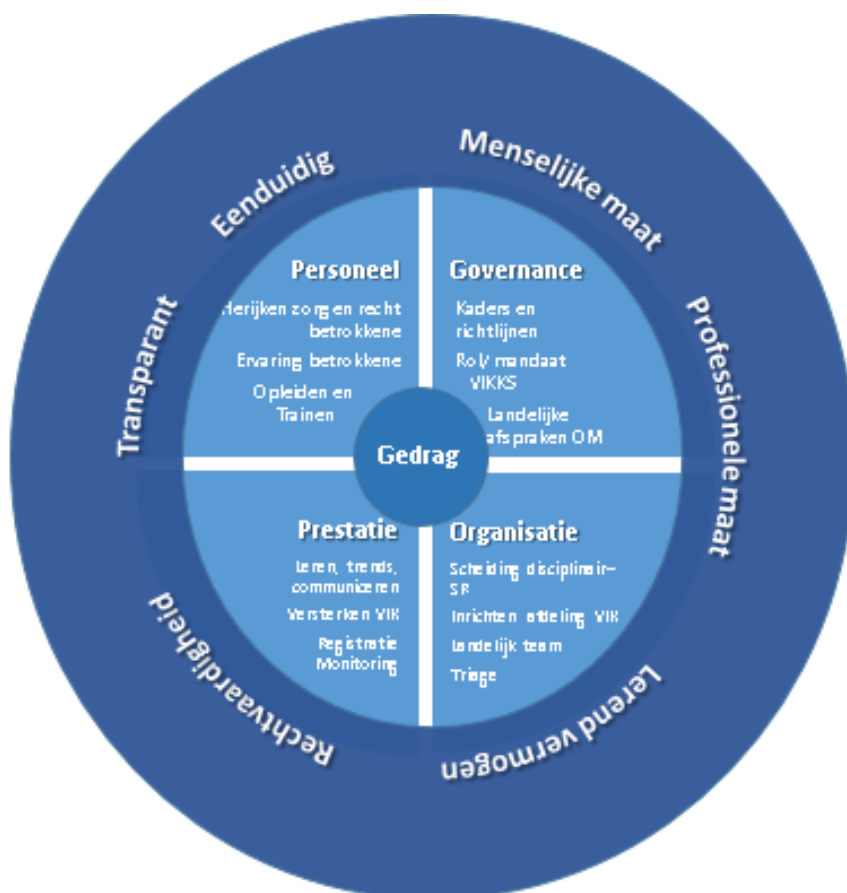 Menselijke maat
Eenduidig
Transparant
Professionele maat
Rechtvaardigheid
Lerend vermogen
Personeel
Herijken zorg en recht
betrokkene
Ervaring betrokkene
Opleiden en
Trainen
Governance
Kaders en
richtlijnen
Rol/ mandaat
VIKKS
Landelijke
afspraken OM
Gedrag
Prestatie
Leren, trends,
communiceren
Versterken VIK
Registratie
Monitoring
Organisatie
Scheiding disciplinair–
SR
Inrichten afdeling VIK
Landelijk team
Triage